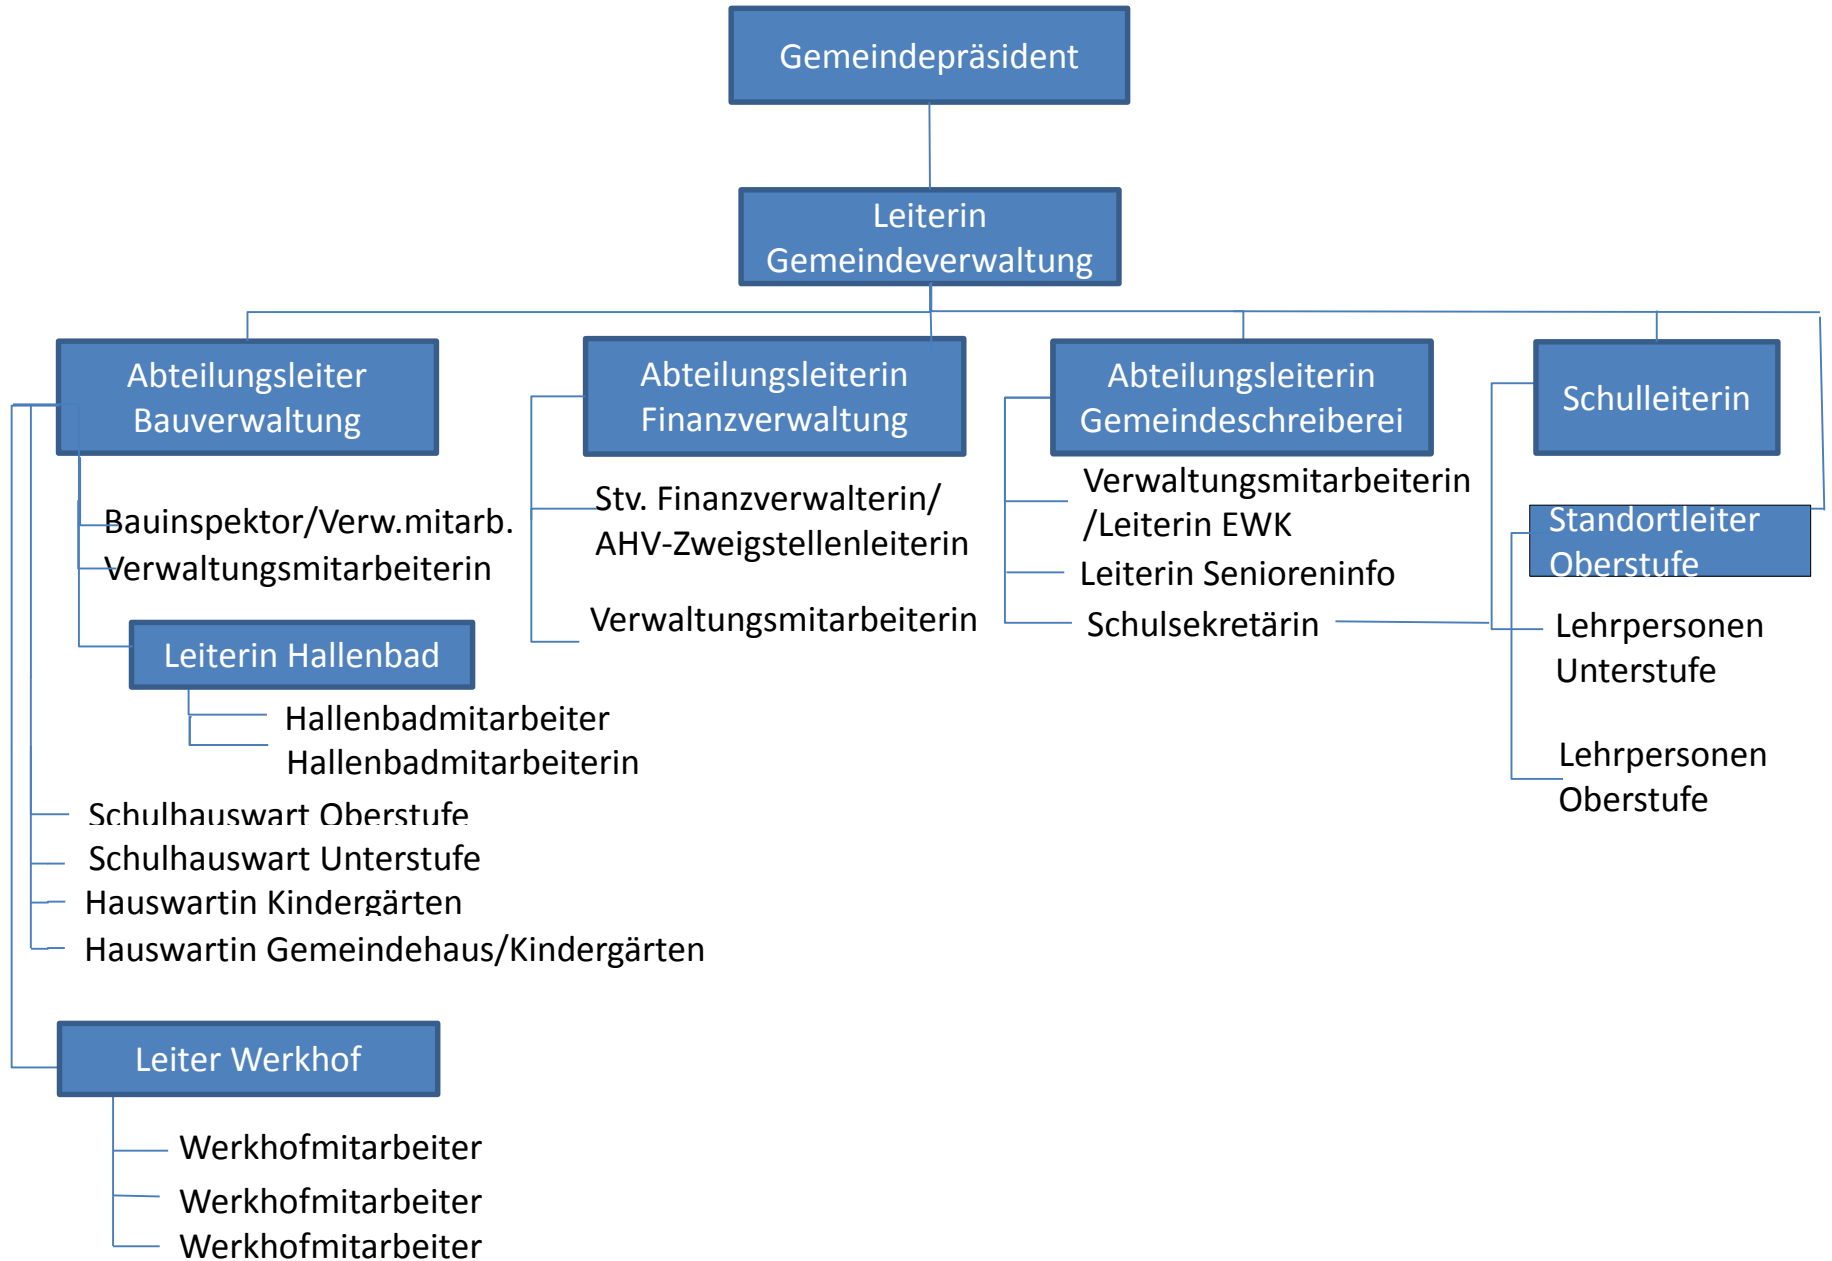 Gemeindepräsident
Leiterin
Gemeindeverwaltung
Abteilungsleiter
Bauverwaltung
Bauinspektor/Verw.mitarb.
Verwaltungsmitarbeiterin
Leiterin Hallenbad
Hallenbadmitarbeiter
Hallenbadmitarbeiterin
Schulhauswart Oberstufe
Schulhauswart Unterstufe
Hauswartin Kindergärten
Hauswartin Gemeindehaus/Kindergärten
Leiter Werkhof
Werkhofmitarbeiter
Werkhofmitarbeiter
Werkhofmitarbeiter
Abteilungsleiterin
Finanzverwaltung
Stv. Finanzverwalterin/
AHV-Zweigstellenleiterin
Verwaltungsmitarbeiterin
Abteilungsleiterin
Gemeindeschreiberei
Verwaltungsmitarbeiterin
/Leiterin EWK
Leiterin Senioreninfo
Schulsekretärin
Schulleiterin
Standortleiter
Oberstufe
Lehrpersonen
Unterstufe
Lehrpersonen
Oberstufe